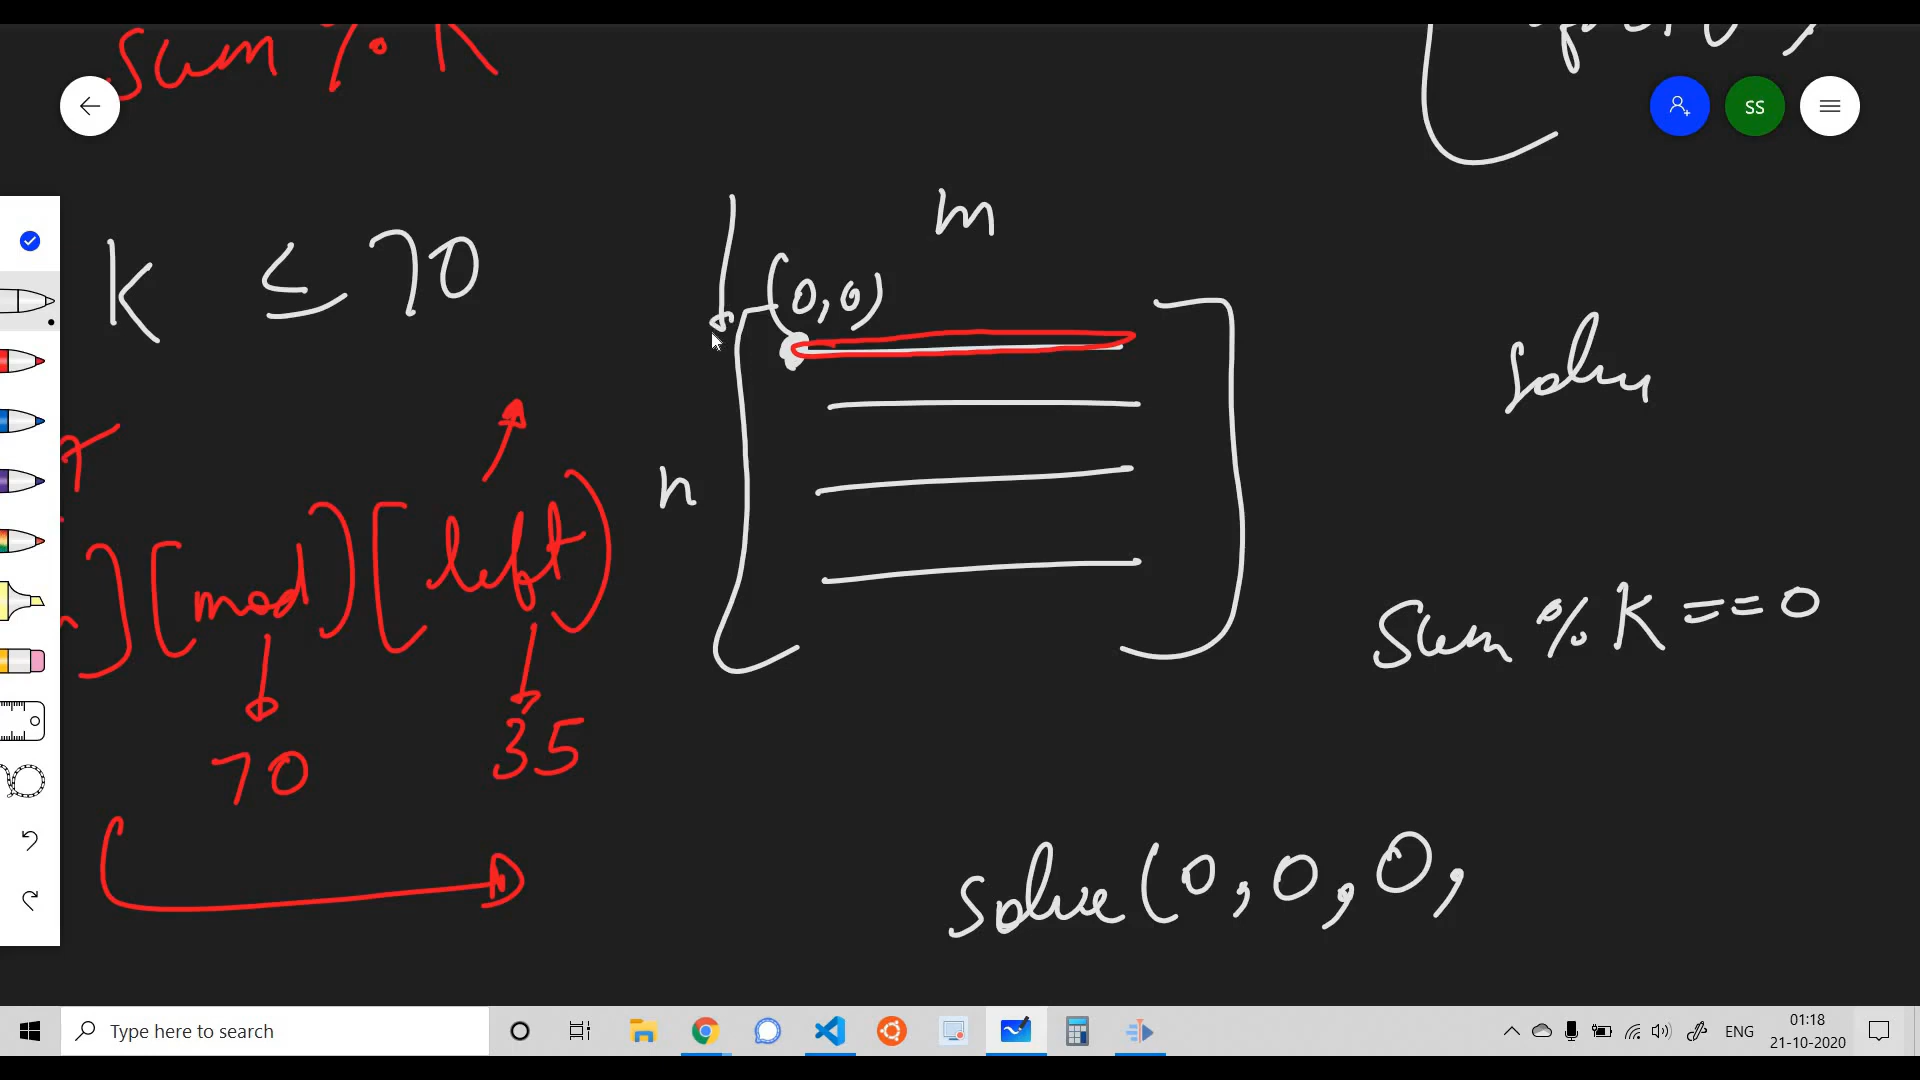 Sum % K
SS
m
K ≤ 70
(0,0)
solve
n
] [mod] [left]
Sum % K == 0
70
35
solve (0, 0, 0,
Type here to search
ENG
01:18
21-10-2020